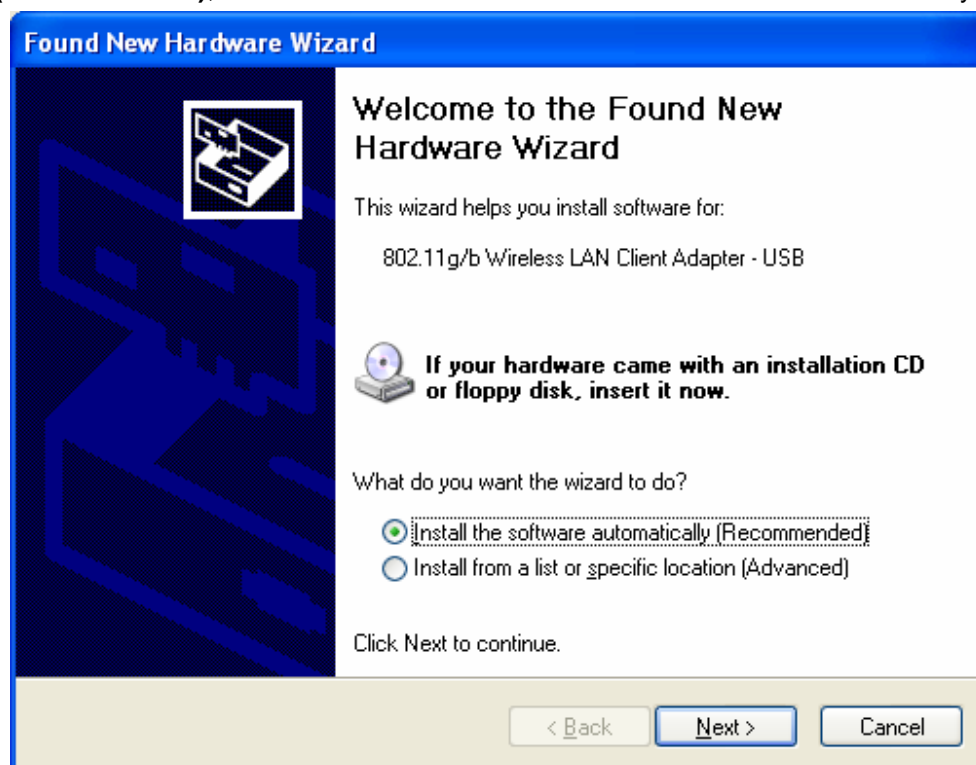 Found New Hardware Wizard
Welcome to the Found New
Hardware Wizard
This wizard helps you install software for:
802.11g/b Wireless LAN Client Adapter - USB
If your hardware came with an installation CD
or floppy disk, insert it now.
What do you want the wizard to do?
Install the software automatically (Recommended)
Install from a list or specific location (Advanced)
Click Next to continue.
< Back Next > Cancel